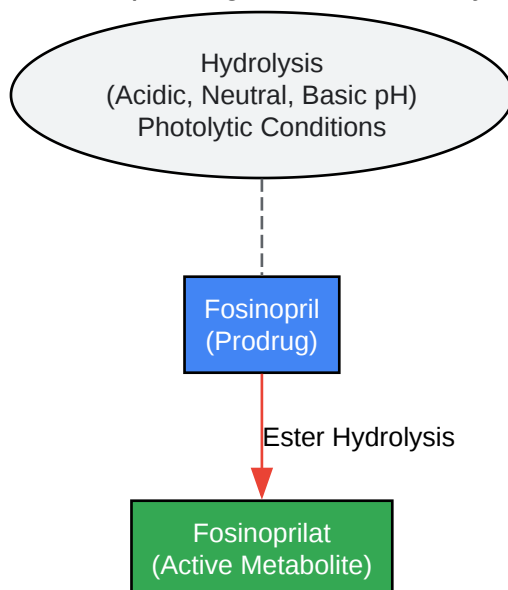 Hydrolysis
(Acidic, Neutral, Basic pH)
Photolytic Conditions
Fosinopril
(Prodrug)
Ester Hydrolysis
Fosinoprilat
(Active Metabolite)